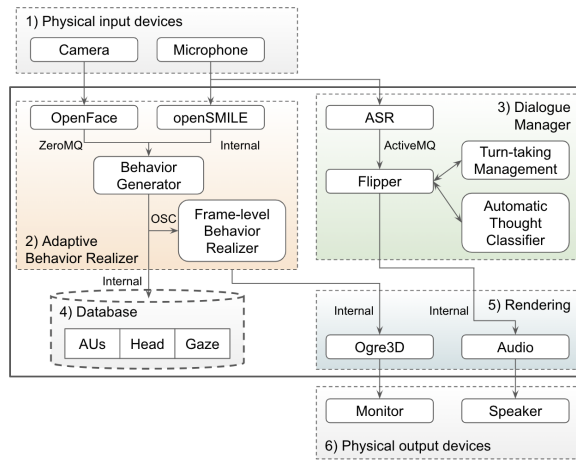 1) Physical input devices
Camera
Microphone
OpenFace
openSMILE
ZeroMQ
Internal
Behavior
Generator
OSC
Frame-level
Behavior
Realizer
2) Adaptive
Behavior Realizer
ASR
3) Dialogue
Manager
ActiveMQ
Flipper
Turn-taking
Management
Automatic
Thought
Classifier
Internal
4) Database
AUs
Head
Gaze
Internal
Internal
5) Rendering
Ogre3D
Audio
Monitor
Speaker
6) Physical output devices